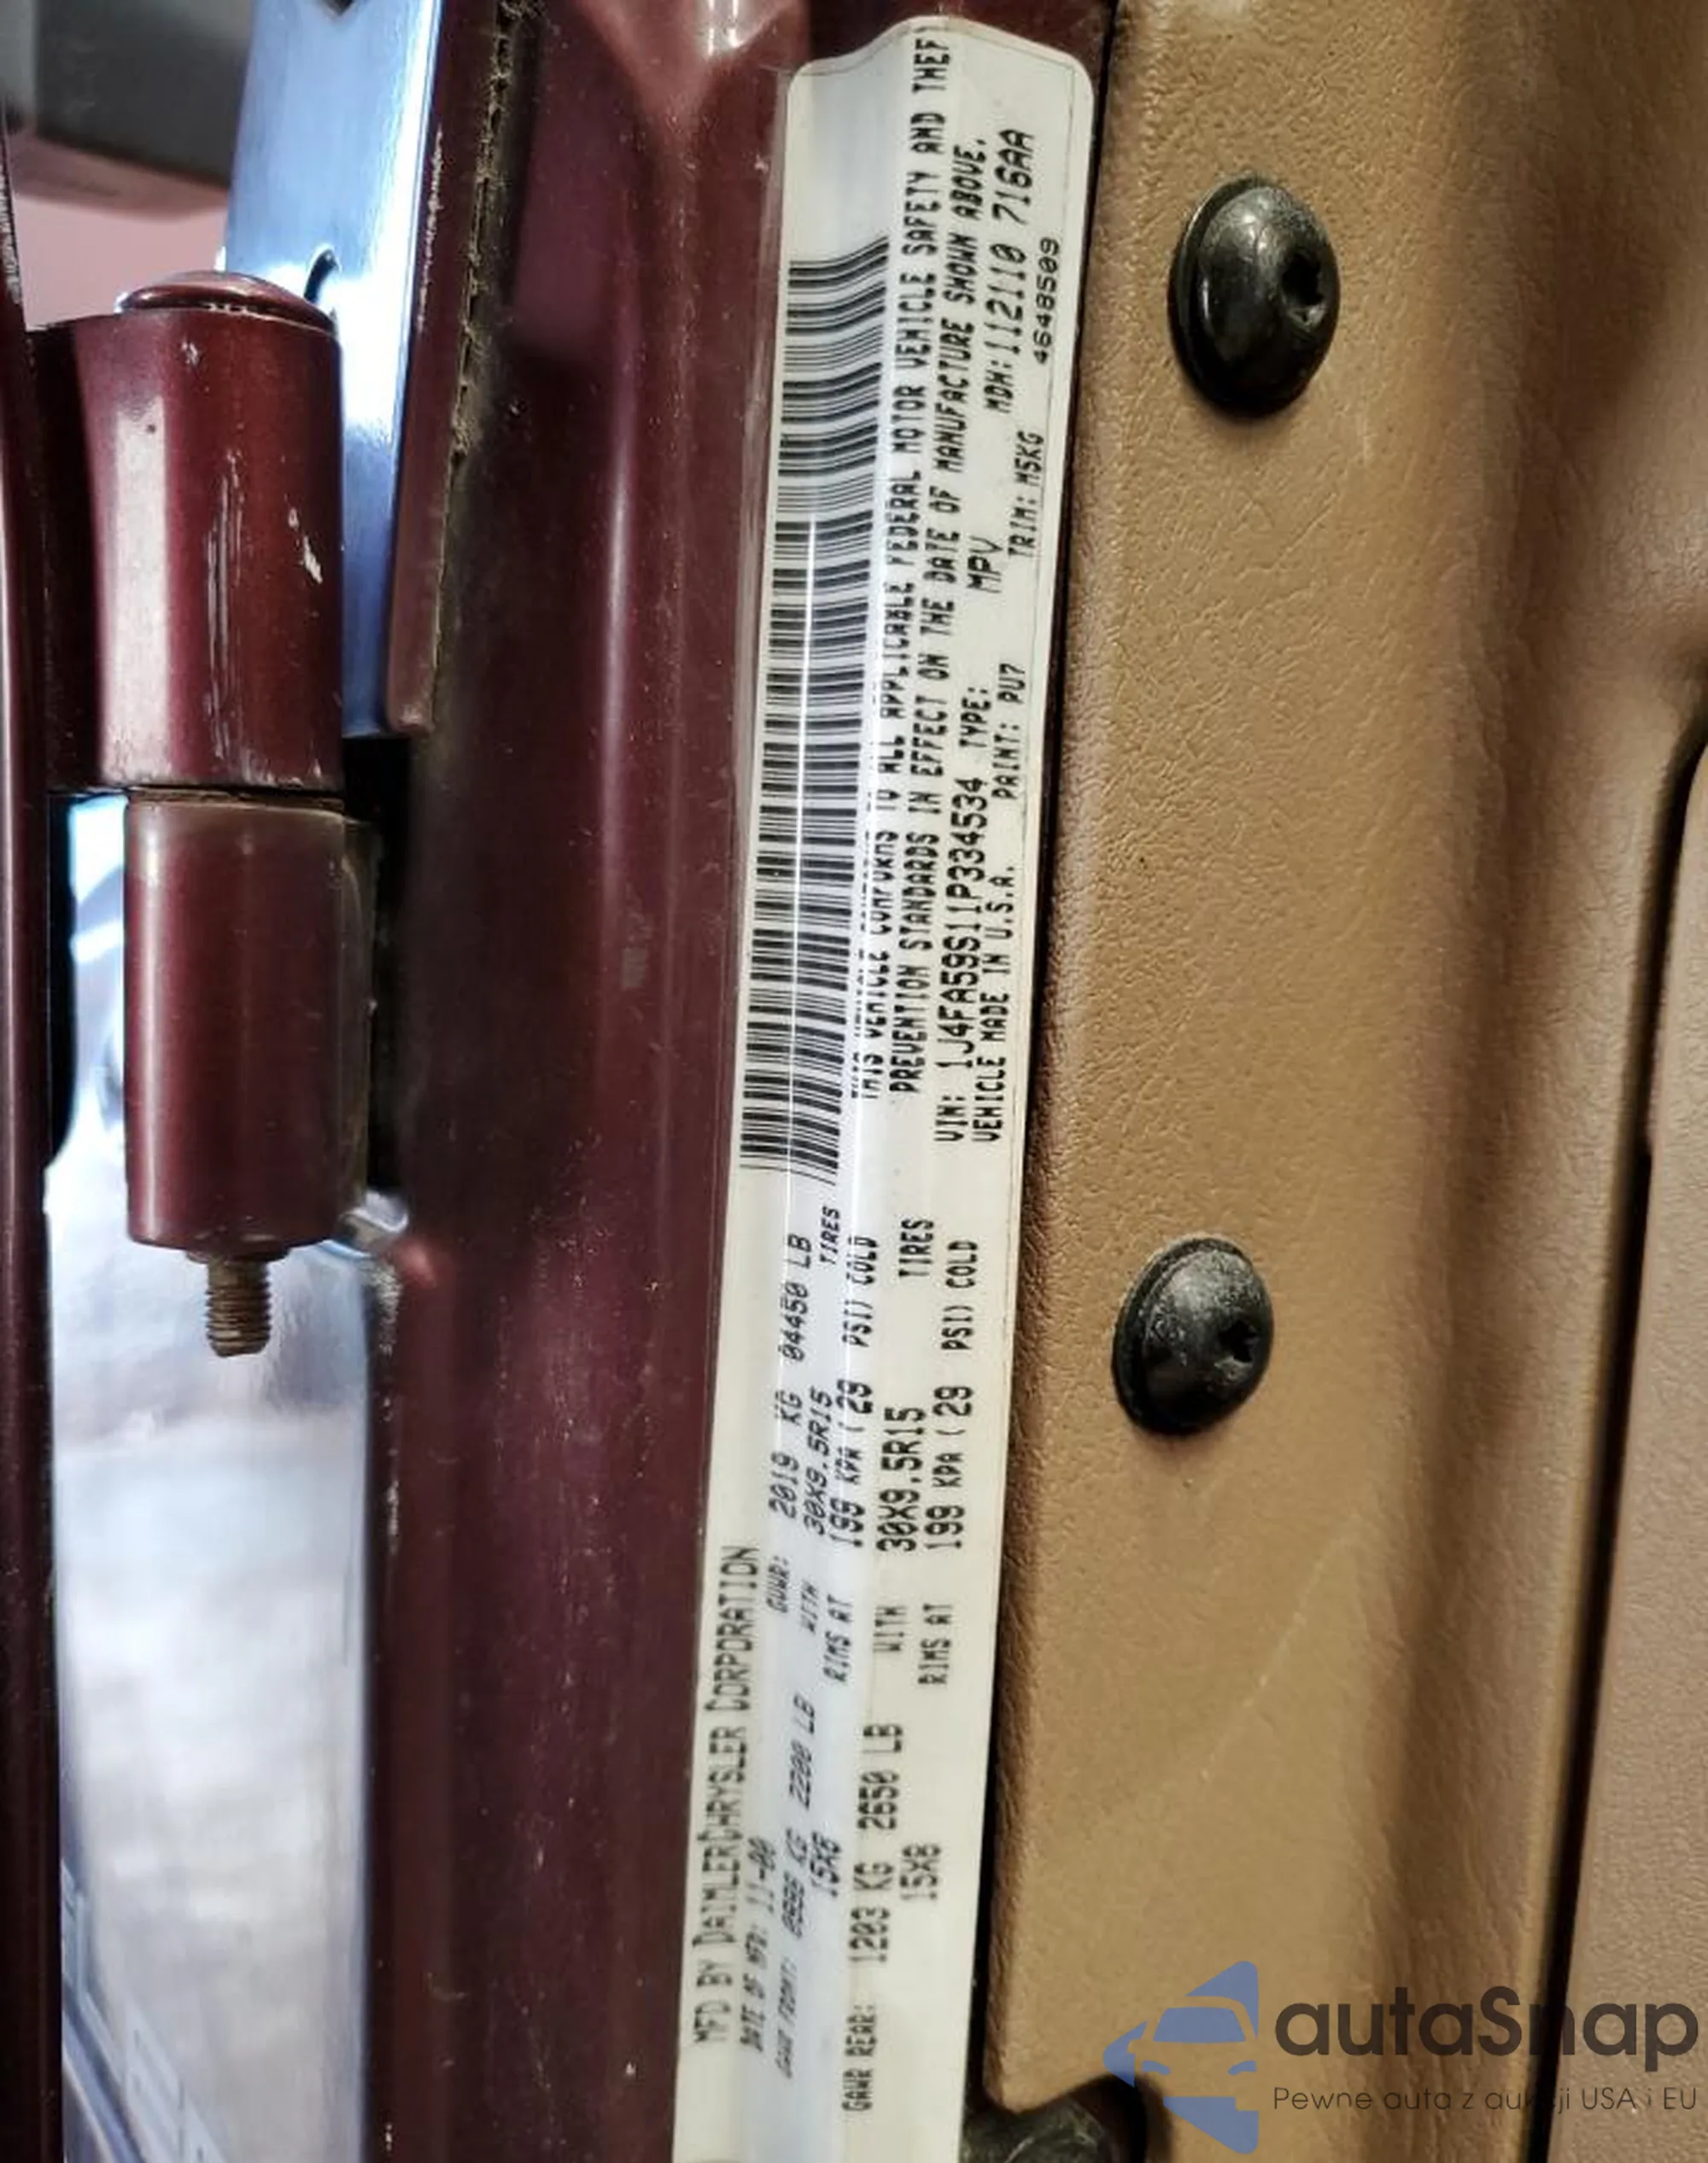 MFD BY DAIMLERCHRYSLER CORPORATION
DATE OF MFD: 11-00 GVWR: 2019 KG 04450 LB
GAWR FRONT: 0998 KG 2200 LB WITH 30X9.5R15 TIRES
15X8 RIMS AT 199 KPA ( 29 PSI) COLD
GAWR REAR: 1203 KG 2650 LB WITH 30X9.5R15 TIRES
15X8 RIMS AT 199 KPA ( 29 PSI) COLD
THIS VEHICLE CONFORMS TO ALL APPLICABLE FEDERAL MOTOR VEHICLE SAFETY AND THEF
PREVENTION STANDARDS IN EFFECT ON THE DATE OF MANUFACTURE SHOWN ABOVE.
VIN: 1J4FA59S11P334534 TYPE: MPV MDH:112110 716AA
VEHICLE MADE IN U.S.A. PAINT: PU7 TRIM: M5KG 4648509
autaSnap
Pewne auta z aukcji USA i EU